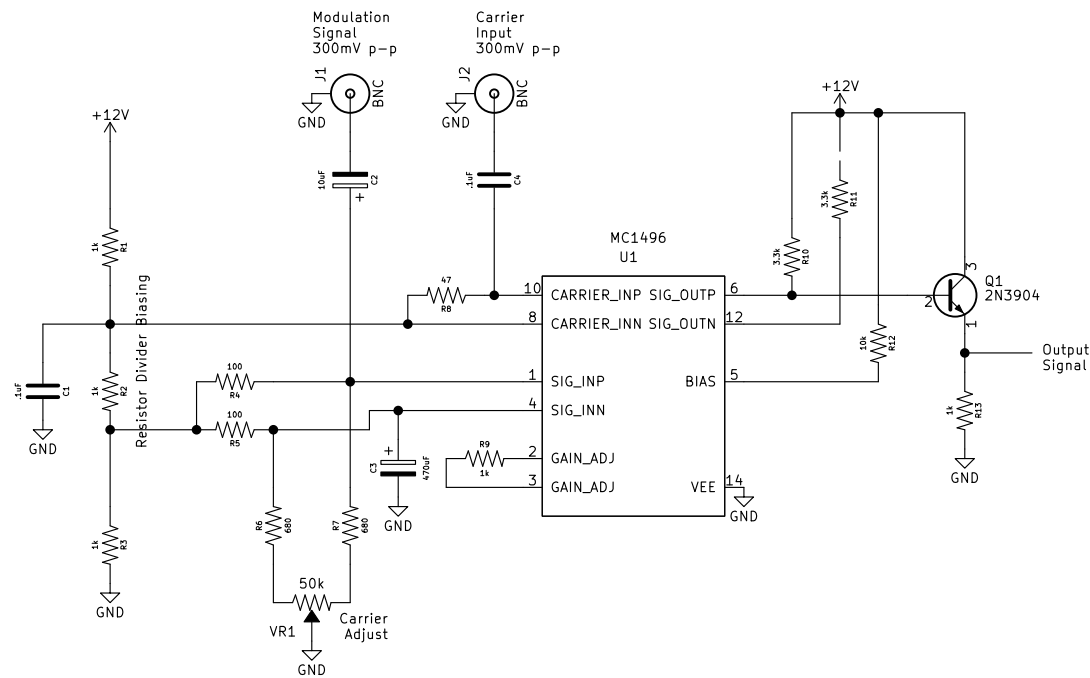 Modulation
Signal
300mV p-p
Carrier
Input
300mV p-p
J1
BNC
GND
J2
BNC
GND
+12V
+12V
10uF
C2
+
.1uF
C4
1k
R1
3.3k
R11
3.3k
R10
MC1496
U1
47
R8
10
CARRIER_INP
SIG_OUTP
6
8
CARRIER_INN
SIG_OUTN
12
1
SIG_INP
BIAS
5
4
SIG_INN
2
GAIN_ADJ
3
GAIN_ADJ
VEE
14
GND
3
Q1
2N3904
2
1
10k
R12
Output
Signal
1k
R13
GND
.1uF
C1
GND
1k
R2
Resistor Divider Biasing
100
R4
100
R5
+
C3
470uF
GND
R9
1k
R6
680
R7
680
1k
R3
GND
50k
VR1
Carrier
Adjust
GND